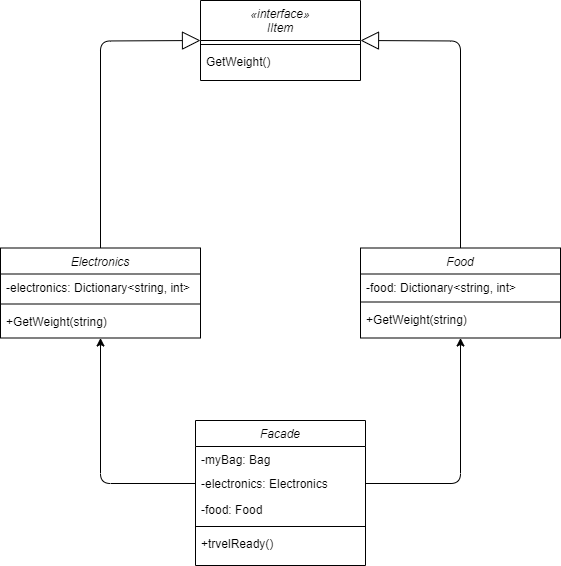 «interface»
IItem
GetWeight()
Electronics
-electronics: Dictionary<string, int>
+GetWeight(string)
Food
-food: Dictionary<string, int>
+GetWeight(string)
Facade
-myBag: Bag
-electronics: Electronics
-food: Food
+trvelReady()